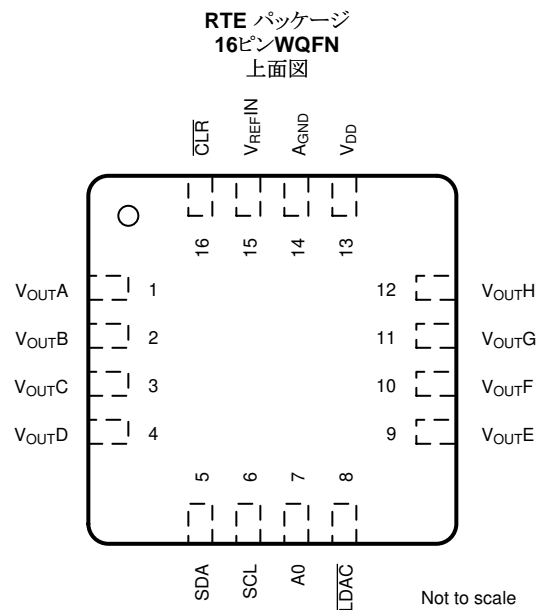 RTE パッケージ
16ピンWQFN
上面図
CLR
VREFIN
AGND
VDD
16
15
14
13
VOUTA 1
12 VOUTH
VOUTB 2
11 VOUTG
VOUTC 3
10 VOUTF
VOUTD 4
9 VOUTE
5
6
7
8
SDA
SCL
A0
LDAC
Not to scale